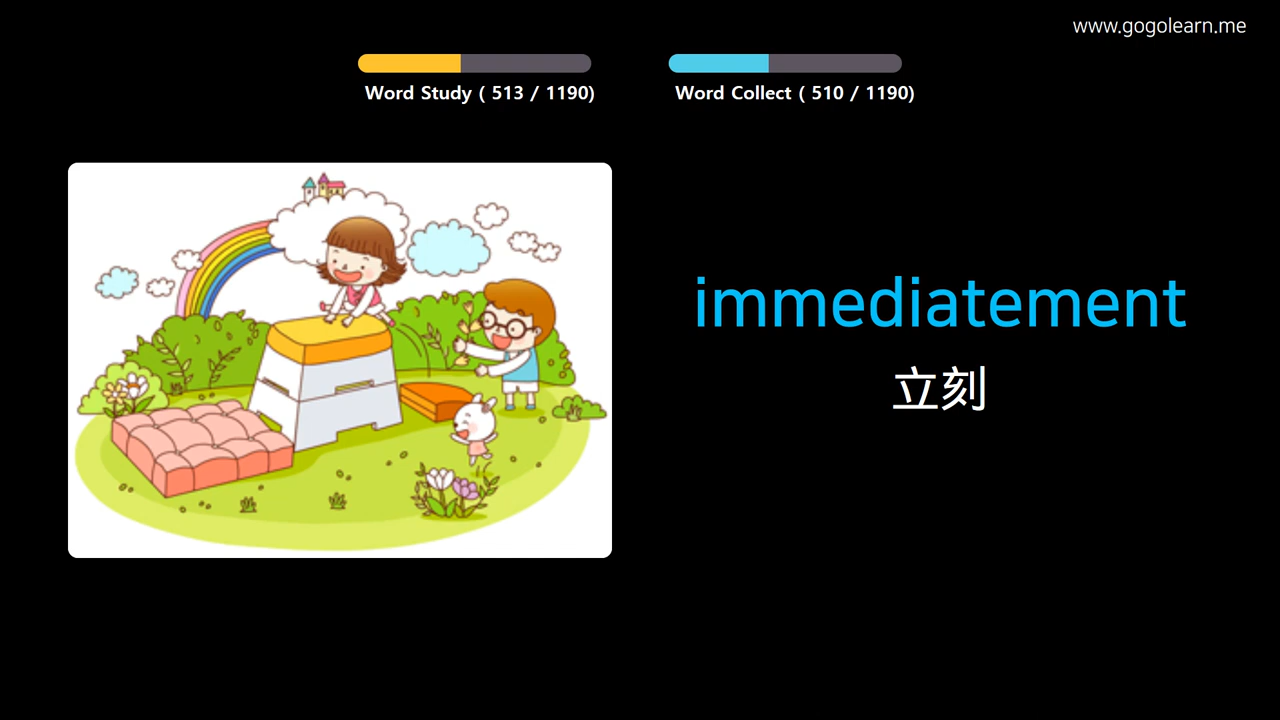 www.gogolearn.me
Word Study ( 513 / 1190)
Word Collect ( 510 / 1190)
immediatement
立刻